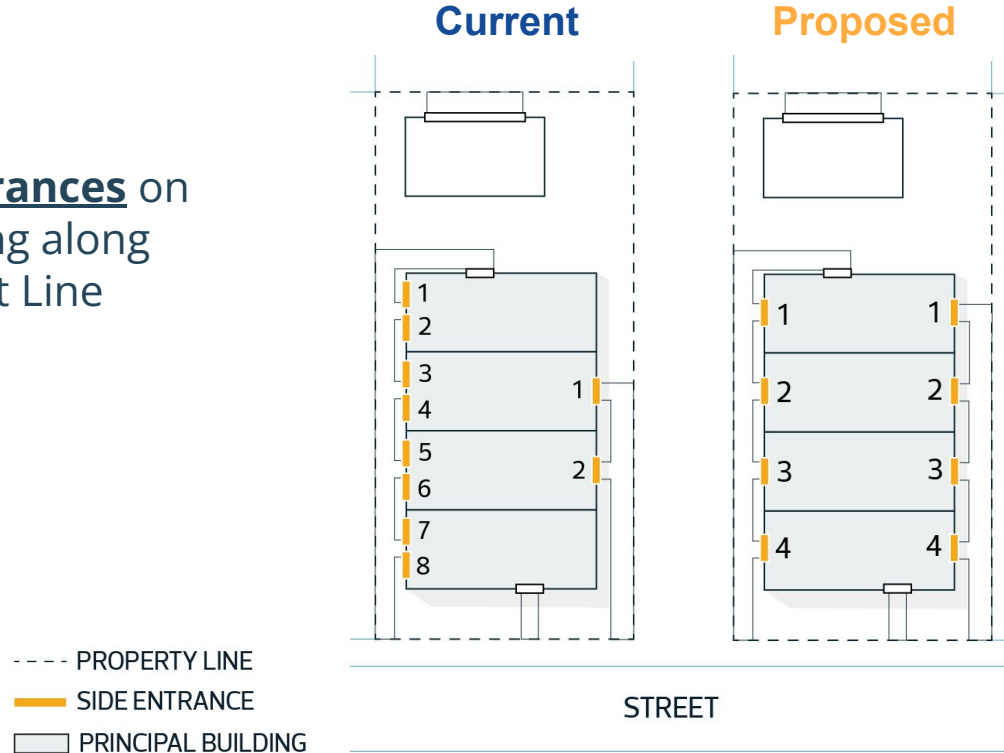 Current
Proposed
rances on
ng along
t Line
1
2
3
4
5
6
7
8
1
2
1
2
3
4
1
2
3
4
PROPERTY LINE
SIDE ENTRANCE
PRINCIPAL BUILDING
STREET